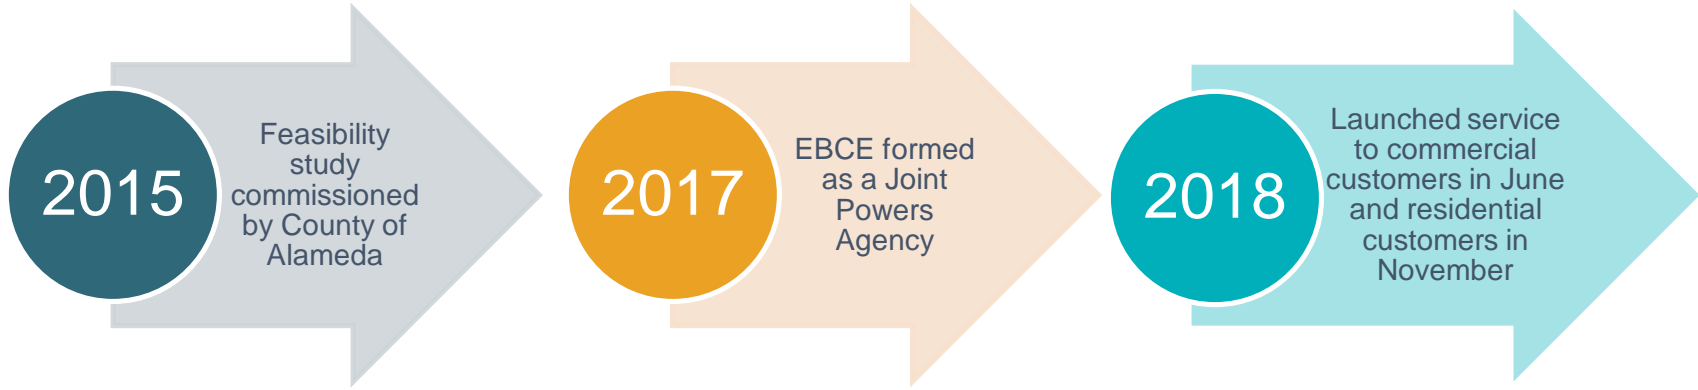 2015
Feasibility
study
commissioned
by County of
Alameda
2017
EBCE formed
as a Joint
Powers
Agency
2018
Launched service
to commercial
customers in June
and residential
customers in
November